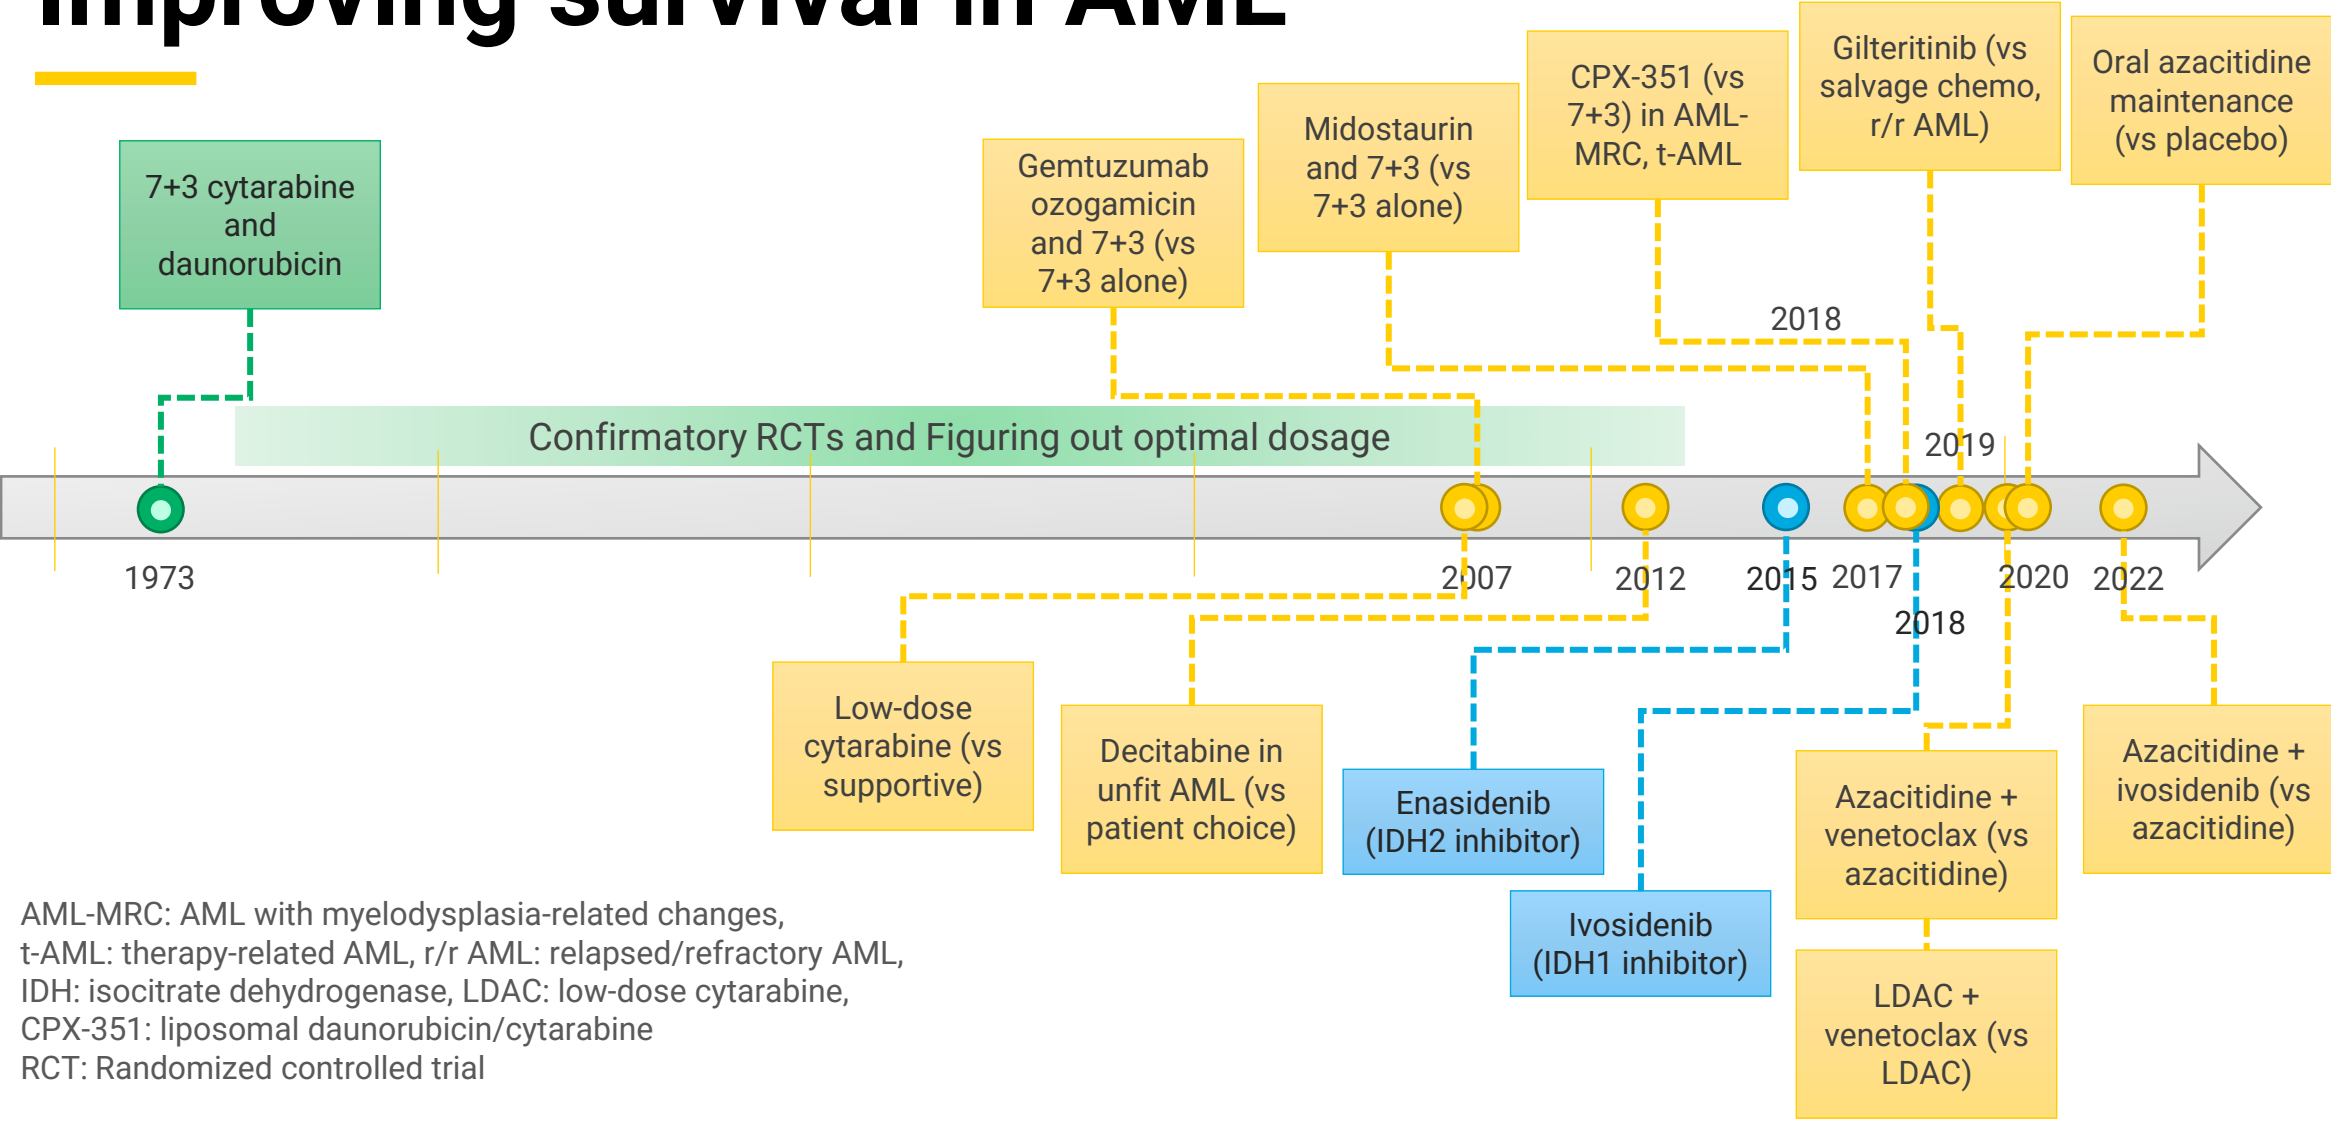 Improving survival in AML
7+3 cytarabine
and
daunorubicin
Gemtuzumab
ozogamicin
and 7+3 (vs
7+3 alone)
Midostaurin
and 7+3 (vs
7+3 alone)
CPX-351 (vs
7+3) in AML-
MRC, t-AML
Gilteritinib (vs
salvage chemo,
r/r AML)
Oral azacitidine
maintenance
(vs placebo)
2018
Confirmatory RCTs and Figuring out optimal dosage
2019
1973
2007
2012
2015
2017
2020
2022
2018
Low-dose
cytarabine (vs
supportive)
Decitabine in
unfit AML (vs
patient choice)
Enasidenib
(IDH2 inhibitor)
Ivosidenib
(IDH1 inhibitor)
Azacitidine +
venetoclax (vs
azacitidine)
LDAC +
venetoclax (vs
LDAC)
Azacitidine +
ivosidenib (vs
azacitidine)
AML-MRC: AML with myelodysplasia-related changes,
t-AML: therapy-related AML, r/r AML: relapsed/refractory AML,
IDH: isocitrate dehydrogenase, LDAC: low-dose cytarabine,
CPX-351: liposomal daunorubicin/cytarabine
RCT: Randomized controlled trial